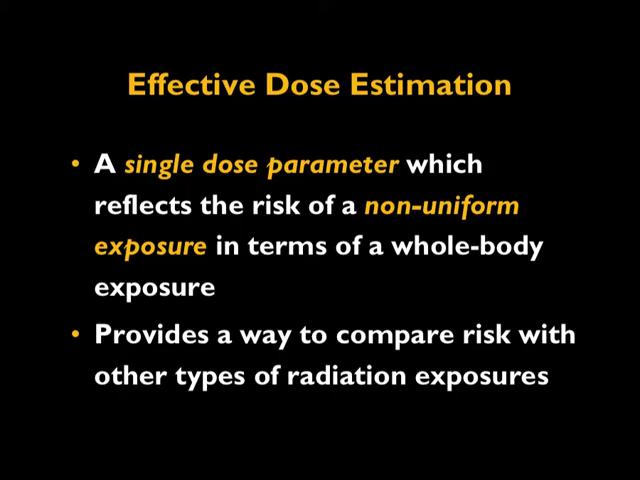 Effective Dose Estimation
• A single dose parameter which
reflects the risk of a non-uniform
exposure in terms of a whole-body
exposure
• Provides a way to compare risk with
other types of radiation exposures